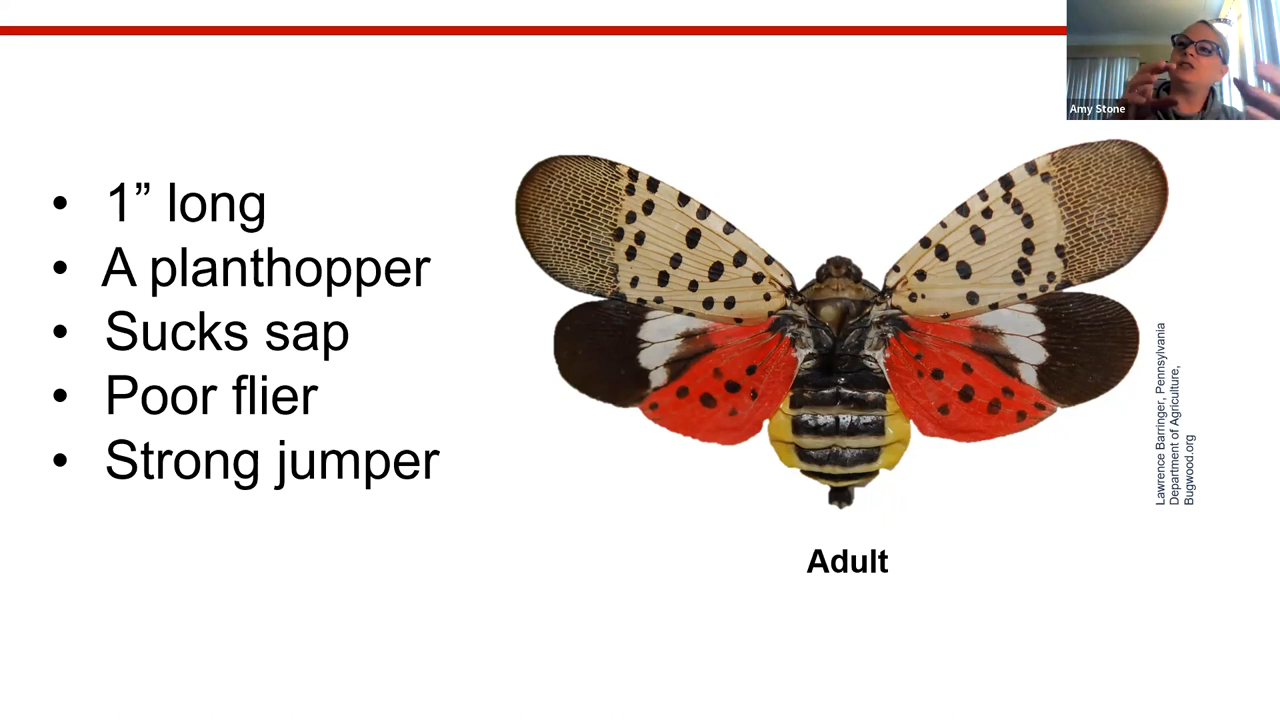 Amy Stone
• 1” long
• A planthopper
• Sucks sap
• Poor flier
• Strong jumper
Lawrence Barringer, Pennsylvania
Department of Agriculture,
Bugwood.org
Adult